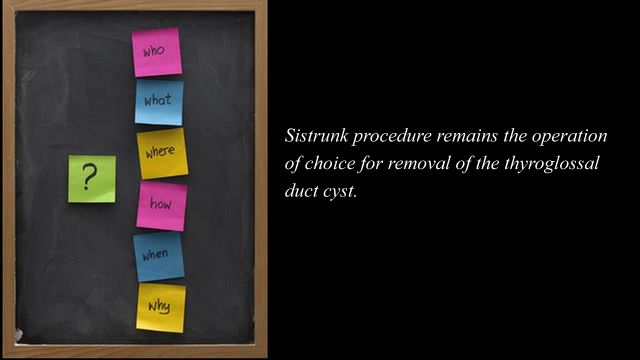 who
what
where
?
how
when
why
Sistrunk procedure remains the operation
of choice for removal of the thyroglossal
duct cyst.